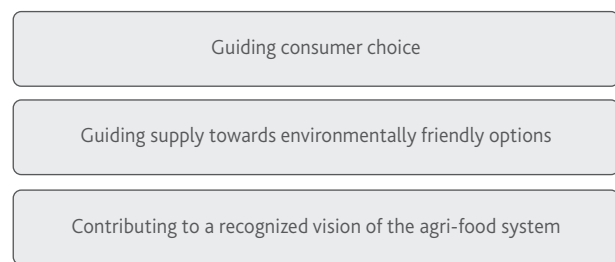 Guiding consumer choice
Guiding supply towards environmentally friendly options
Contributing to a recognized vision of the agri-food system